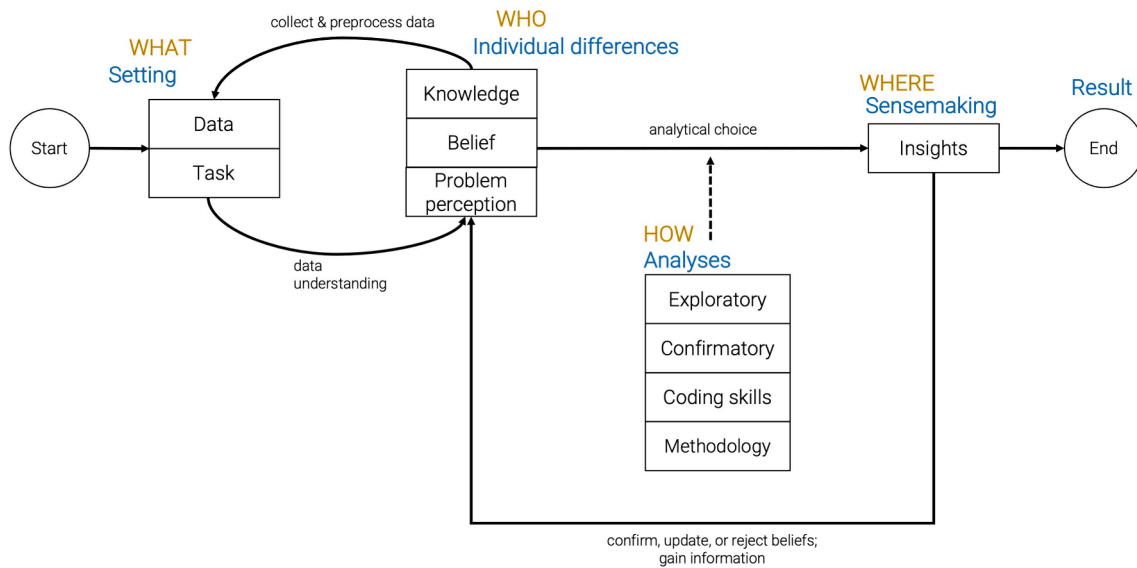 collect & preprocess data
WHO
Individual differences
WHAT
Setting
Knowledge
Belief
Problem
perception
Data
Task
Start
data
understanding
analytical choice
WHERE
Sensemaking
Insights
Result
End
HOW
Analyses
Exploratory
Confirmatory
Coding skills
Methodology
confirm, update, or reject beliefs;
gain information